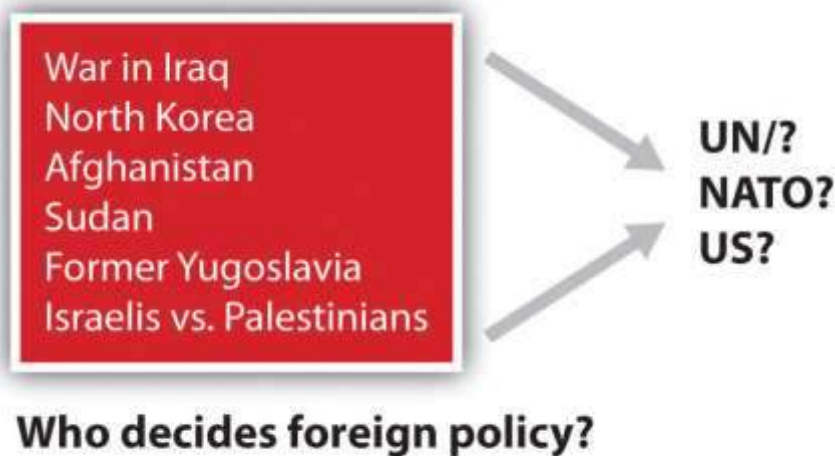 War in Iraq
North Korea
Afghanistan
Sudan
Former Yugoslavia
Israelis vs. Palestinians
UN/?
NATO?
US?
Who decides foreign policy?